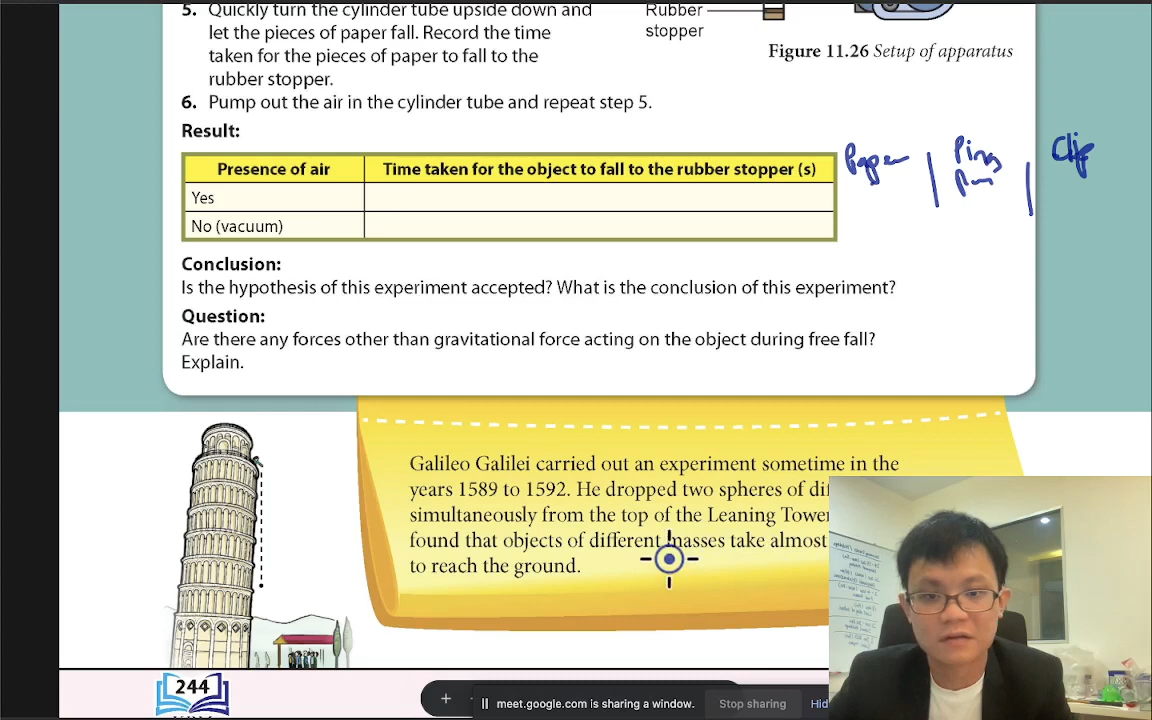 5. Quickly turn the cylinder tube upside down and
let the pieces of paper fall. Record the time
taken for the pieces of paper to fall to the
rubber stopper.
6. Pump out the air in the cylinder tube and repeat step 5.
Rubber
stopper
Figure 11.26 Setup of apparatus
Result:
Presence of air
Time taken for the object to fall to the rubber stopper (s)
Yes
No (vacuum)
Paper
Ping
Clip
Conclusion:
Is the hypothesis of this experiment accepted? What is the conclusion of this experiment?
Question:
Are there any forces other than gravitational force acting on the object during free fall?
Explain.
Galileo Galilei carried out an experiment sometime in the
years 1589 to 1592. He dropped two spheres of
simultaneously from the top of the Leaning
found that objects of different masses take almost
to reach the ground.
244
+
meet.google.com is sharing a window.
Stop sharing